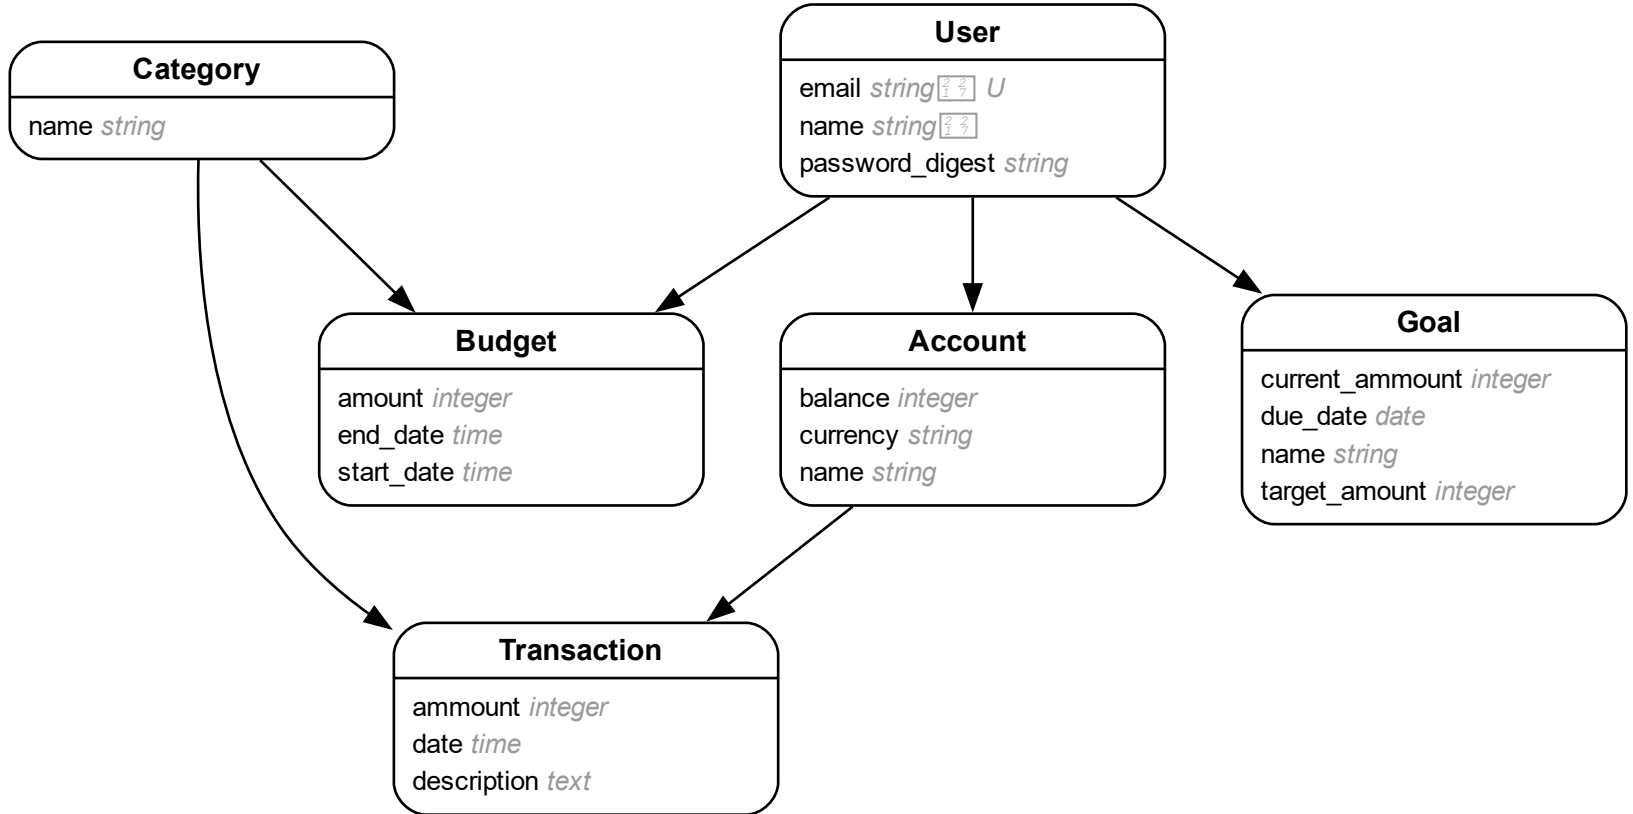 Category
name string
User
email string U
name string
password_digest string
Budget
amount integer
end_date time
start_date time
Account
balance integer
currency string
name string
Goal
current_ammount integer
due_date date
name string
target_amount integer
Transaction
ammount integer
date time
description text